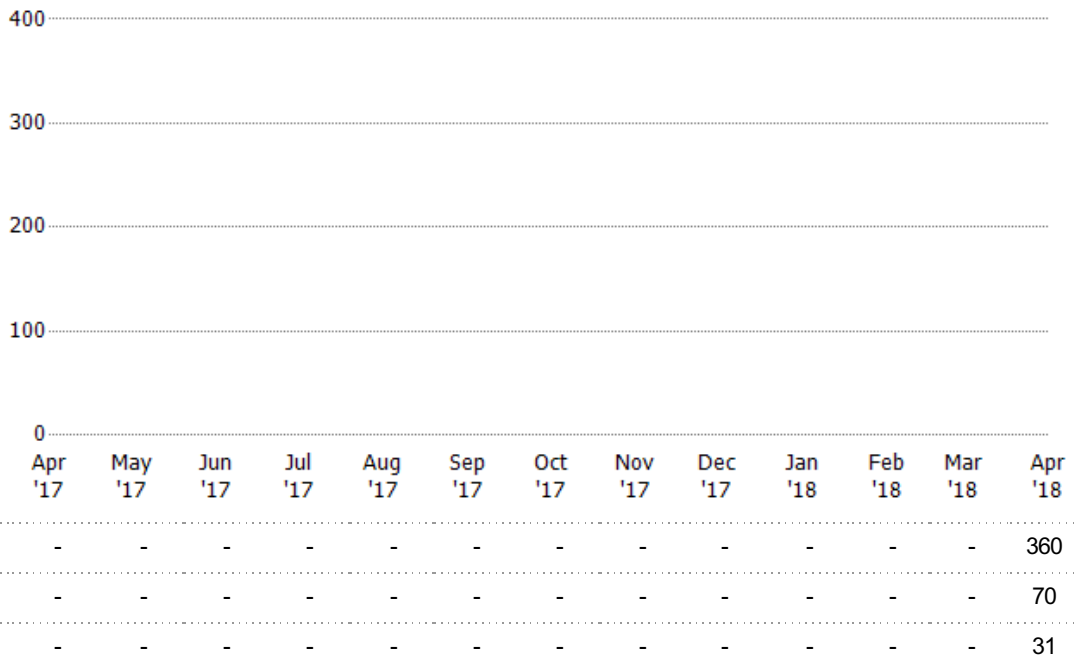 400
300
200
100
0
Apr May Jun Jul Aug Sep Oct Nov Dec Jan Feb Mar Apr
'17 '17 '17 '17 '17 '17 '17 '17 '17 '18 '18 '18 '18
- - - - - - - - - - - - 360
- - - - - - - - - - - - 70
- - - - - - - - - - - - 31